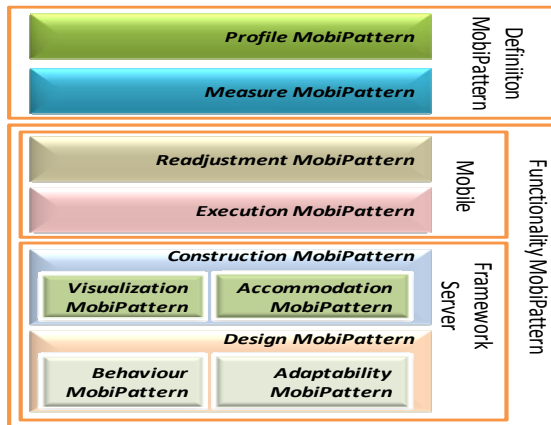 Profile MobiPattern
Measure MobiPattern
Definiiton
MobiPattern
Readjustment MobiPattern
Execution MobiPattern
Mobile
Construction MobiPattern
Visualization
MobiPattern
Accommodation
MobiPattern
Design MobiPattern
Behaviour
MobiPattern
Adaptability
MobiPattern
Framework
Server
Functionality MobiPattern